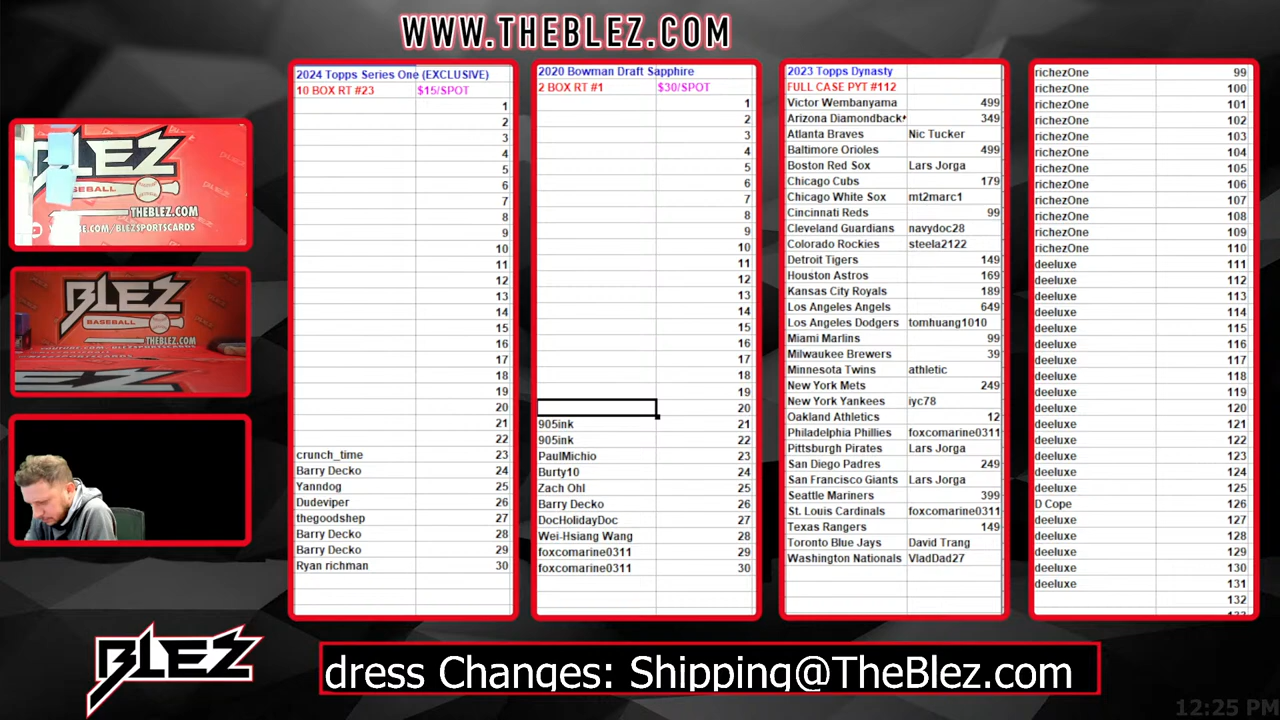 WWW.THEBLEZ.COM
BLEZ
BASEBALL
THEBLEZ.COM
BLEZ
BASEBALL
THEBLEZ.COM
2024 Topps Series One (EXCLUSIVE)
10 BOX RT #23 $15/SPOT
1
2
3
4
5
6
7
8
9
10
11
12
13
14
15
16
17
18
19
20
21
22
crunch_time 23
Barry Decko 24
Yanndog 25
Dudeviper 26
thegoodshep 27
Barry Decko 28
Barry Decko 29
Ryan richman 30
2020 Bowman Draft Sapphire
2 BOX RT #1 $30/SPOT
1
2
3
4
5
6
7
8
9
10
11
12
13
14
15
16
17
18
19
20
905ink 21
905ink 22
PaulMichio 23
Burty10 24
Zach Ohl 25
Barry Decko 26
DocHolidayDoc 27
Wei-Hsiang Wang 28
foxcomarine0311 29
foxcomarine0311 30
2023 Topps Dynasty
FULL CASE PYT #112
Victor Wembanyama 499
Arizona Diamondback 349
Atlanta Braves Nic Tucker
Baltimore Orioles 499
Boston Red Sox Lars Jorga
Chicago Cubs 179
Chicago White Sox mt2marc1
Cincinnati Reds 99
Cleveland Guardians navydoc28
Colorado Rockies steela2122
Detroit Tigers 149
Houston Astros 169
Kansas City Royals 189
Los Angeles Angels 649
Los Angeles Dodgers tomhuang1010
Miami Marlins 99
Milwaukee Brewers 39
Minnesota Twins athletic
New York Mets 249
New York Yankees iyc78
Oakland Athletics 12
Philadelphia Phillies foxcomarine0311
Pittsburgh Pirates Lars Jorga
San Diego Padres 249
San Francisco Giants Lars Jorga
Seattle Mariners 399
St. Louis Cardinals foxcomarine0311
Texas Rangers 149
Toronto Blue Jays David Trang
Washington Nationals VladDad27
richezOne 99
richezOne 100
richezOne 101
richezOne 102
richezOne 103
richezOne 104
richezOne 105
richezOne 106
richezOne 107
richezOne 108
richezOne 109
richezOne 110
deeluxe 111
deeluxe 112
deeluxe 113
deeluxe 114
deeluxe 115
deeluxe 116
deeluxe 117
deeluxe 118
deeluxe 119
deeluxe 120
deeluxe 121
deeluxe 122
deeluxe 123
deeluxe 124
deeluxe 125
D Cope 126
deeluxe 127
deeluxe 128
deeluxe 129
deeluxe 130
deeluxe 131
132
BLEZ
dress Changes: Shipping@TheBlez.com
12:25 PM